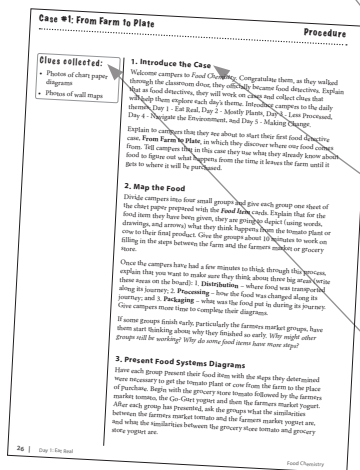 Case #1: From Farm to Plate
Procedure
Clues collected:
• Photos of chart paper
diagrams
• Photos of wall maps
1. Introduce the Case
Welcome campers to Food Chemistry. Congratulate them, as they walked
through the classroom door, they officially became food detectives. Explain
that as food detectives, they will work on cases and collect clues that
will help them explore each day's theme. Introduce campers to the daily
themes: Day 1 - Eat Real, Day 2 - Mostly Plants, Day 3 - Less Processed,
Day 4 - Navigate the Environment, and Day 5 - Making Change.
Explain to campers that they are about to start their first food detective
case, From Farm to Plate, in which they discover where our food comes
from. Tell campers that in this case they use what they already know about
food to figure out what happens from the time it leaves the farm until it
gets to where it will be purchased.
2. Map the Food
Divide campers into four small groups and give each group one sheet of
the chart paper prepared with the Food Item cards. Explain that for the
food item they have been given, they are going to depict (using words,
drawings, and arrows) what they think happens from the tomato plant or
cow to their final product. Give the groups about 10 minutes to work on
filling in the steps between the farm and the farmers market or grocery
store.
Once the campers have had a few minutes to think through this process,
explain that you want to make sure they think about three big areas (write
these areas on the board): 1. Distribution – where food was transported
along its journey; 2. Processing – how the food was changed along its
journey; and 3. Packaging – what was the food put in during its journey.
Give campers more time to complete their diagrams.
If some groups finish early, particularly the farmers market groups, have
them start thinking about why they finished so early. Why might other
groups still be working? Why do some food items have more steps?
3. Present Food Systems Diagrams
Have each group present their food item with the steps they determined
were necessary to get the tomato plant or cow from the farm to the place
of purchase. Begin with the grocery store tomato followed by the farmers
market tomato, the Go-Gurt yogurt and then the farmers market yogurt.
After each group has presented, ask the groups what the similarities
between the farmers market tomato and the farmers market yogurt are,
and what the similarities between the grocery store tomato and grocery
store yogurt are.
26 | Day 1: Eat Real
Food Chemistry